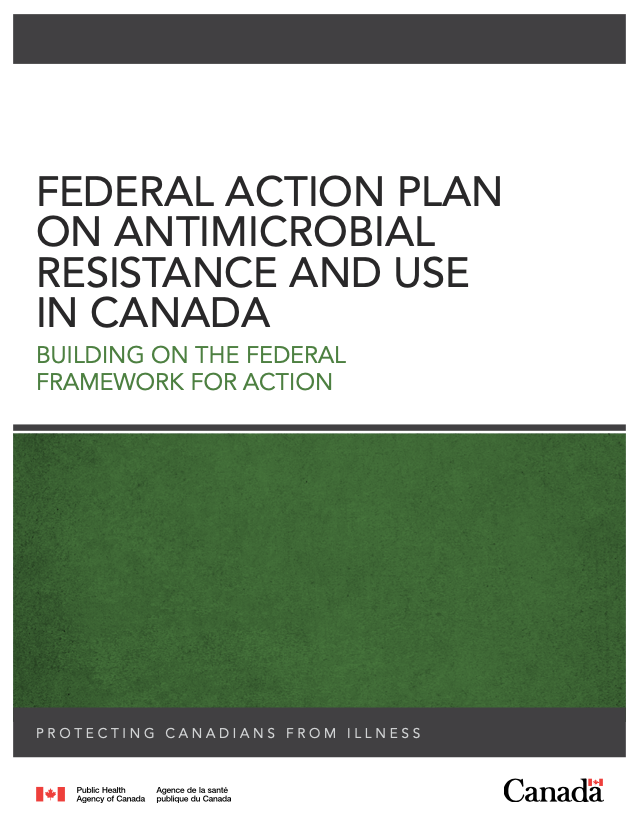 FEDERAL ACTION PLAN
ON ANTIMICROBIAL
RESISTANCE AND USE
IN CANADA
BUILDING ON THE FEDERAL
FRAMEWORK FOR ACTION
PROTECTING CANADIANS FROM ILLNESS
Public Health
Agency of Canada
Agence de la santé
publique du Canada
Canada